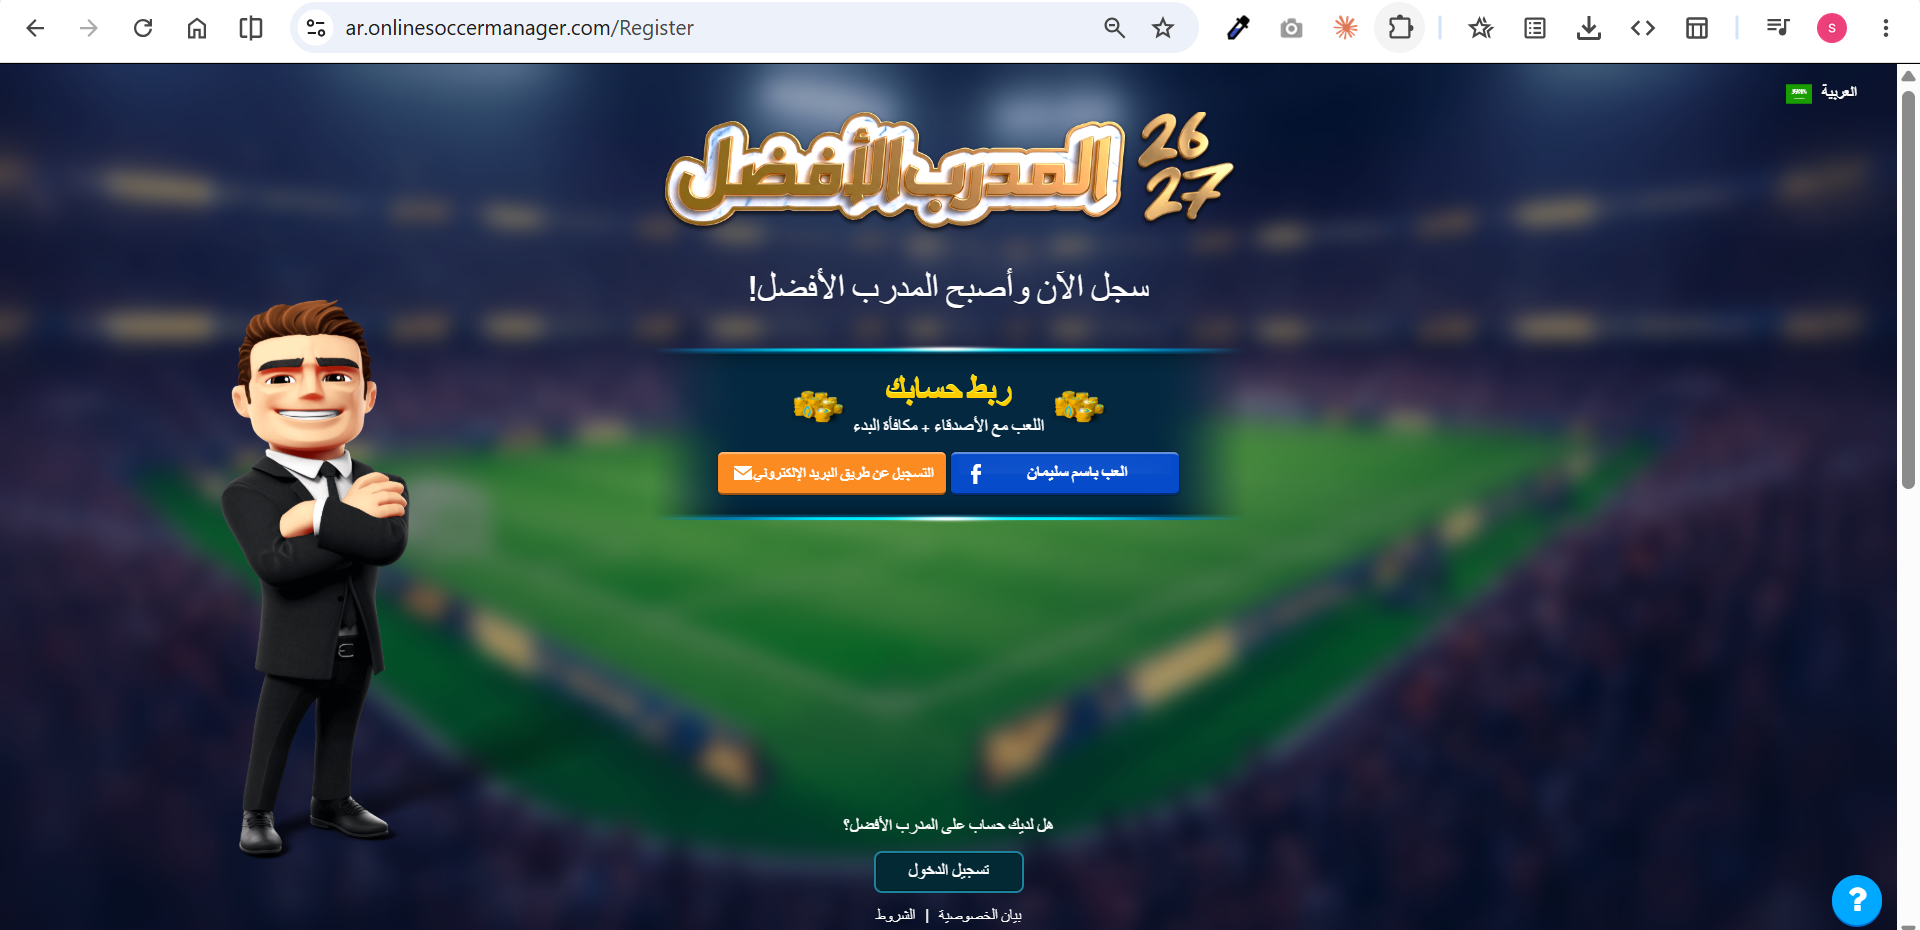 ar.onlinesoccermanager.com/Register
S
العربية
المدرب الأفضل
26
27
سجل الآن وأصبح المدرب الأفضل!
ربط حسابك
اللعب مع الأصدقاء + مكافأة البدء
العب باسم سليمان
التسجيل عن طريق البريد الإلكتروني
هل لديك حساب على المدرب الأفضل؟
تسجيل الدخول
بيان الخصوصية | الشروط
?